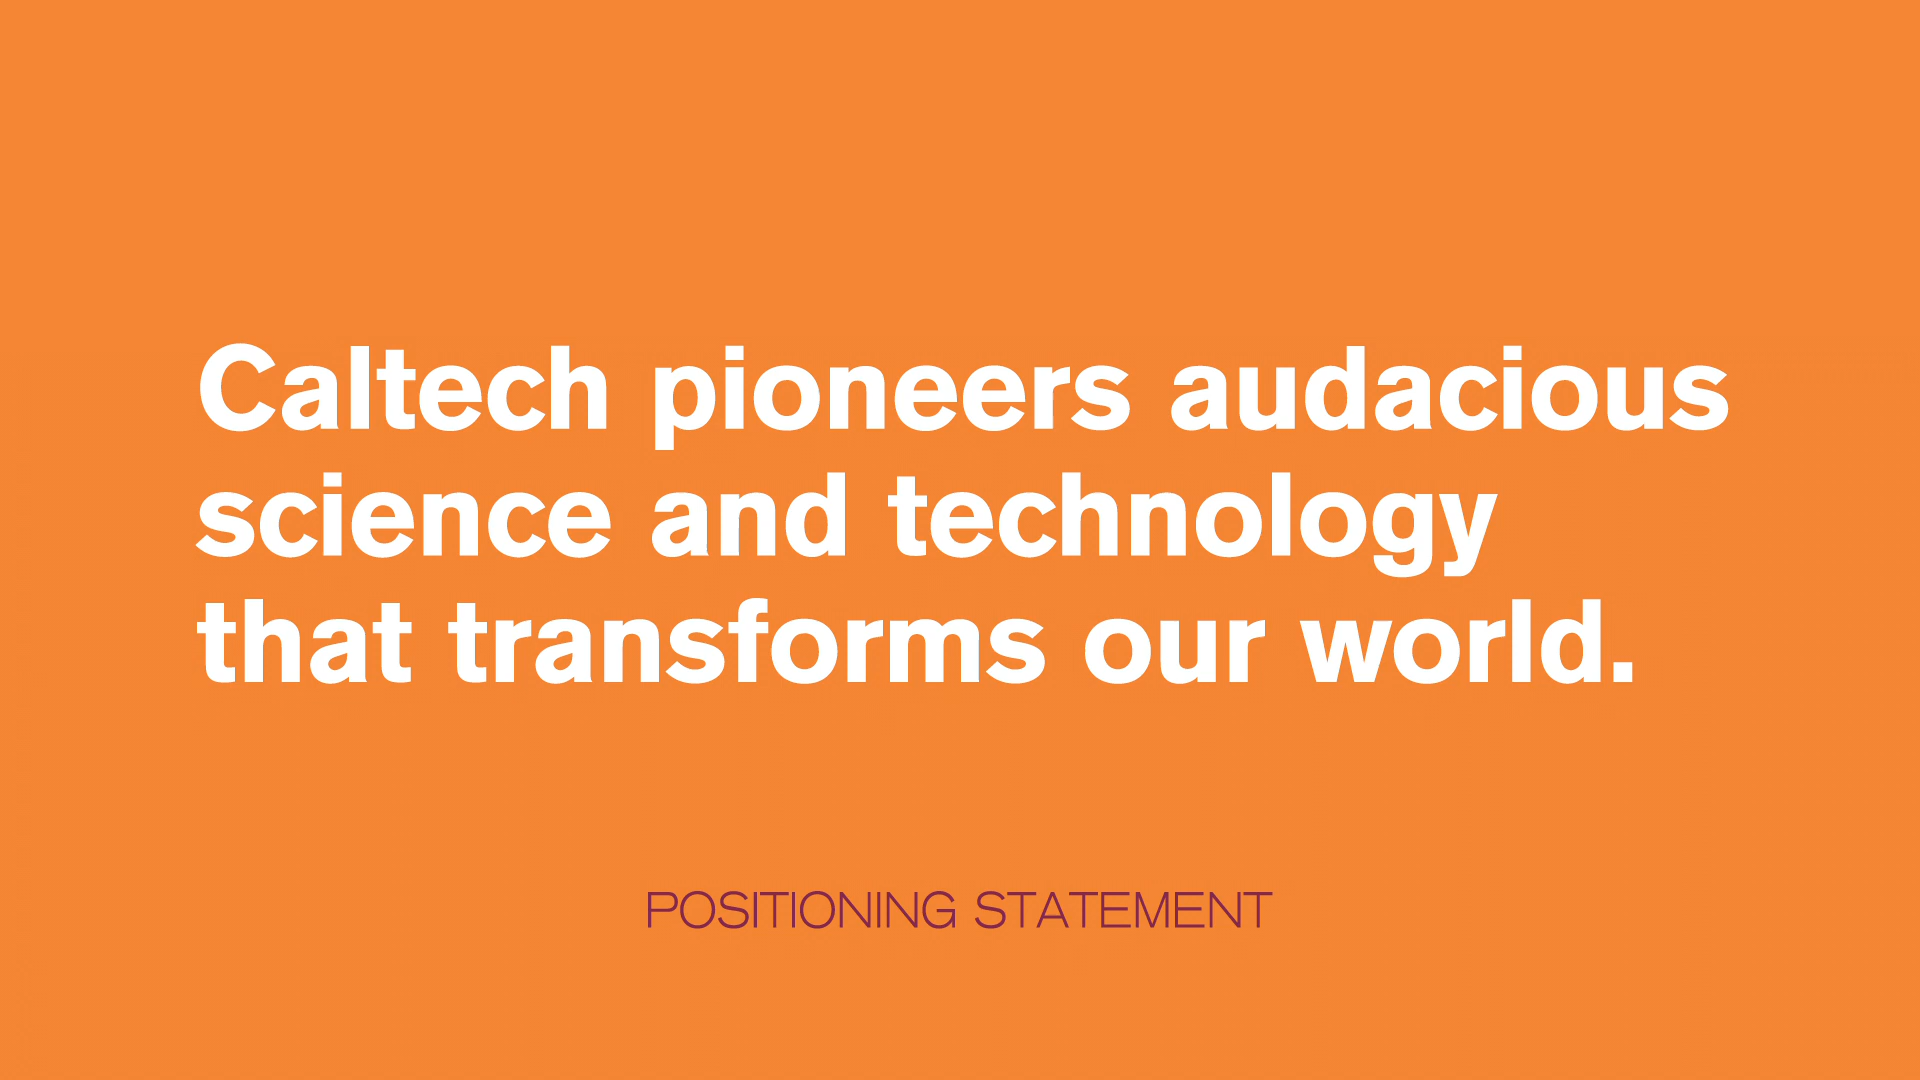 Caltech pioneers audacious
science and technology
that transforms our world.
POSITIONING STATEMENT